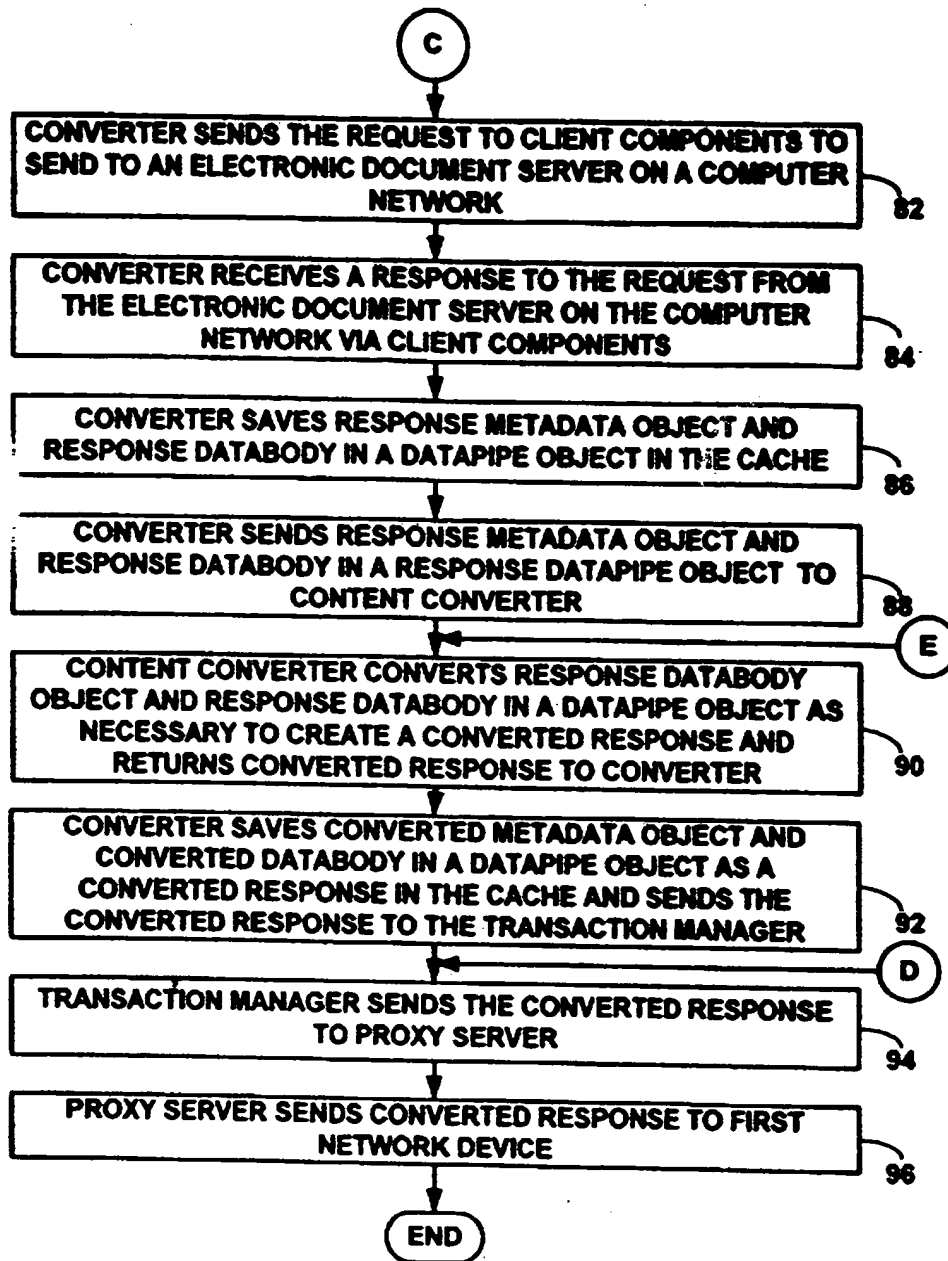 C
CONVERTER SENDS THE REQUEST TO CLIENT COMPONENTS TO
SEND TO AN ELECTRONIC DOCUMENT SERVER ON A COMPUTER
NETWORK
82
CONVERTER RECEIVES A RESPONSE TO THE REQUEST FROM
THE ELECTRONIC DOCUMENT SERVER ON THE COMPUTER
NETWORK VIA CLIENT COMPONENTS
84
CONVERTER SAVES RESPONSE METADADA OBJECT AND
RESPONSE DATABODY IN A DATAPIPE OBJECT IN THE CACHE
86
CONVERTER SENDS RESPONSE METADADA OBJECT AND
RESPONSE DATABODY IN A RESPONSE DATAPIPE OBJECT TO
CONTENT CONVERTER
88
E
CONTENT CONVERTER CONVERTS RESPONSE DATABODY
OBJECT AND RESPONSE DATABODY IN A DATAPIPE OBJECT AS
NECESSARY TO CREATE A CONVERTED RESPONSE AND
RETURNS CONVERTED RESPONSE TO CONVERTER
90
CONVERTER SAVES CONVERTED METADATA OBJECT AND
CONVERTED DATABODY IN A DATAPIPE OBJECT AS A
CONVERTED RESPONSE IN THE CACHE AND SENDS THE
CONVERTED RESPONSE TO THE TRANSACTION MANAGER
92
D
TRANSACTION MANAGER SENDS THE CONVERTED RESPONSE
TO PROXY SERVER
94
PROXY SERVER SENDS CONVERTED RESPONSE TO FIRST
NETWORK DEVICE
96
END